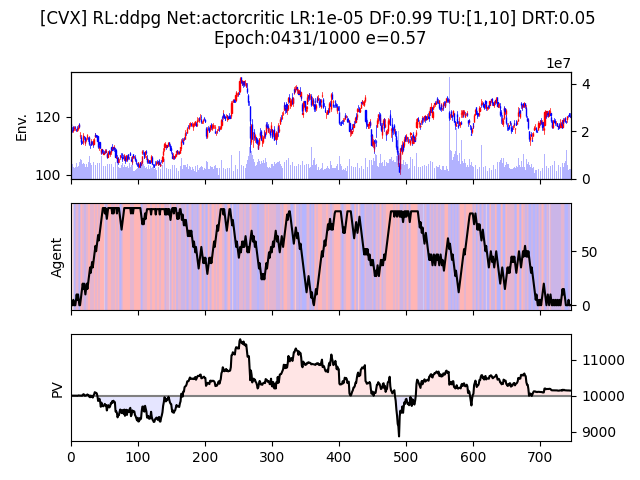 [CVX] RL:ddpg Net:actorcritic LR:1e-05 DF:0.99 TU:[1,10] DRT:0.05
Epoch:0431/1000 e=0.57
1e7
Env.
120
100
4
2
0
Agent
50
0
PV
11000
10000
9000
0 100 200 300 400 500 600 700